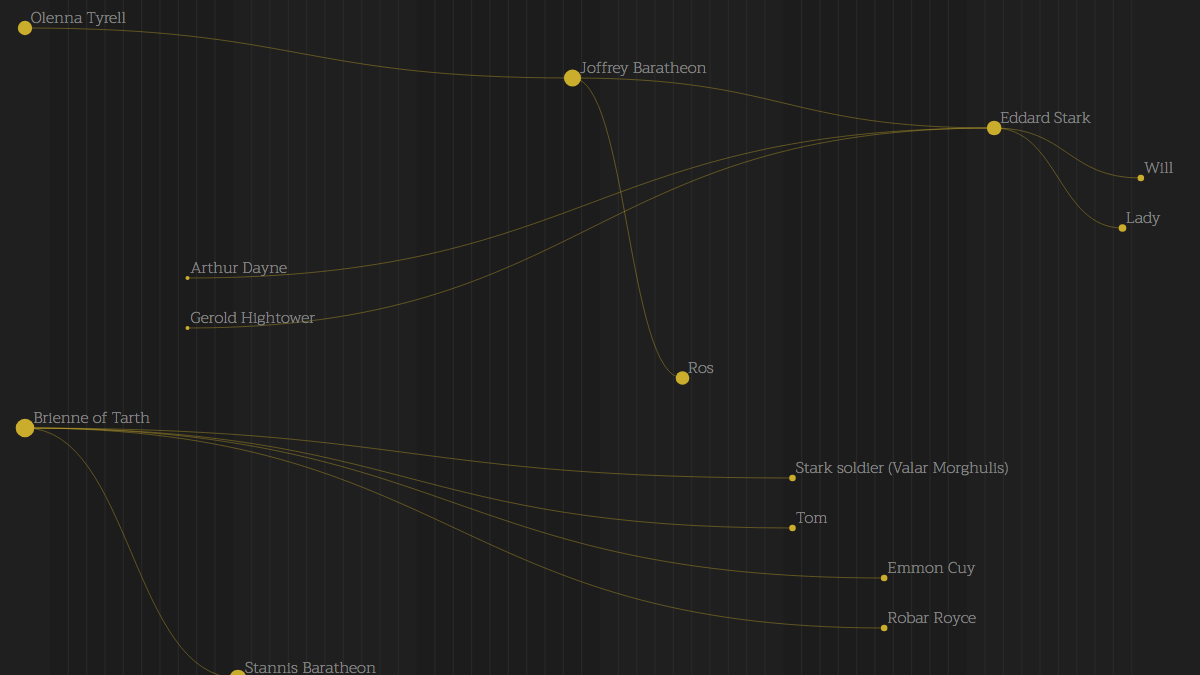 Olenna Tyrell
Joffrey Baratheon
Eddard Stark
Will
Lady
Arthur Dayne
Gerold Hightower
Ros
Brienne of Tarth
Stark soldier (Valar Morghulis)
Tom
Emmon Cuy
Robar Royce
Stannis Baratheon